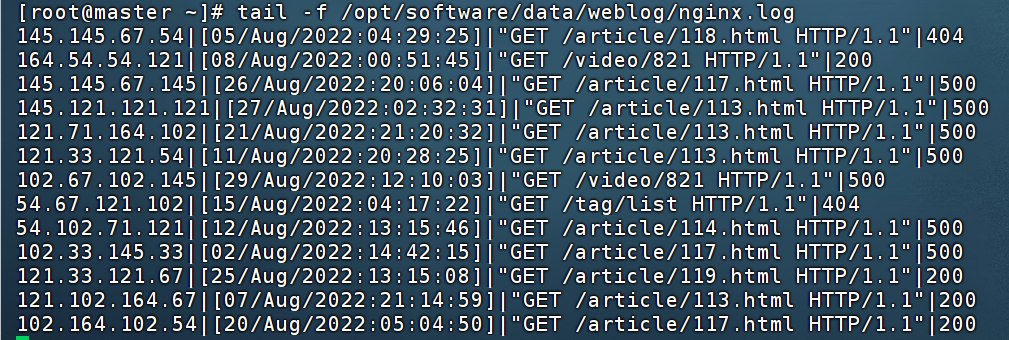 [root@master ~]# tail -f /opt/software/data/weblog/nginx.log
145.145.67.54|[05/Aug/2022:04:29:25]|"GET /article/118.html HTTP/1.1"|404
164.54.54.121|[08/Aug/2022:00:51:45]|"GET /video/821 HTTP/1.1"|200
145.145.67.145|[26/Aug/2022:20:06:04]|"GET /article/117.html HTTP/1.1"|500
145.121.121.121|[27/Aug/2022:02:32:31]|"GET /article/113.html HTTP/1.1"|500
121.71.164.102|[21/Aug/2022:21:20:32]|"GET /article/113.html HTTP/1.1"|500
121.33.121.54|[11/Aug/2022:20:28:25]|"GET /article/113.html HTTP/1.1"|500
102.67.102.145|[29/Aug/2022:12:10:03]|"GET /video/821 HTTP/1.1"|500
54.67.121.102|[15/Aug/2022:04:17:22]|"GET /tag/list HTTP/1.1"|404
54.102.71.121|[12/Aug/2022:13:15:46]|"GET /article/114.html HTTP/1.1"|500
102.33.145.33|[02/Aug/2022:14:42:15]|"GET /article/117.html HTTP/1.1"|500
121.33.121.67|[25/Aug/2022:13:15:08]|"GET /article/119.html HTTP/1.1"|200
121.102.164.67|[07/Aug/2022:21:14:59]|"GET /article/113.html HTTP/1.1"|200
102.164.102.54|[20/Aug/2022:05:04:50]|"GET /article/117.html HTTP/1.1"|200